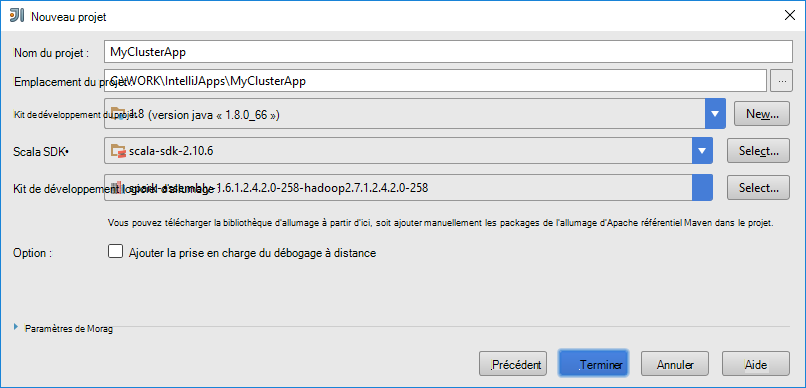 Nouveau projet
Nom du projet : MyClusterApp
Emplacement du projet : C:\WORK\IntelliJApps\MyClusterApp ...
Kit de développement du projet 1.8 (version java « 1.8.0_66 ») New...
Scala SDK• scala-sdk-2.10.6 Select...
Kit de développement logiciel d'allumage spark-assembly-1.6.1.2.4.2.0-258-hadoop2.7.1.2.4.2.0-258 Select...
Vous pouvez télécharger la bibliothèque d'allumage à partir d'ici, soit ajouter manuellement les packages de l'allumage d'Apache référentiel Maven dans le projet.
Option : Ajouter la prise en charge du débogage à distance
Paramètres de Morag
Précédent Terminer Annuler Aide